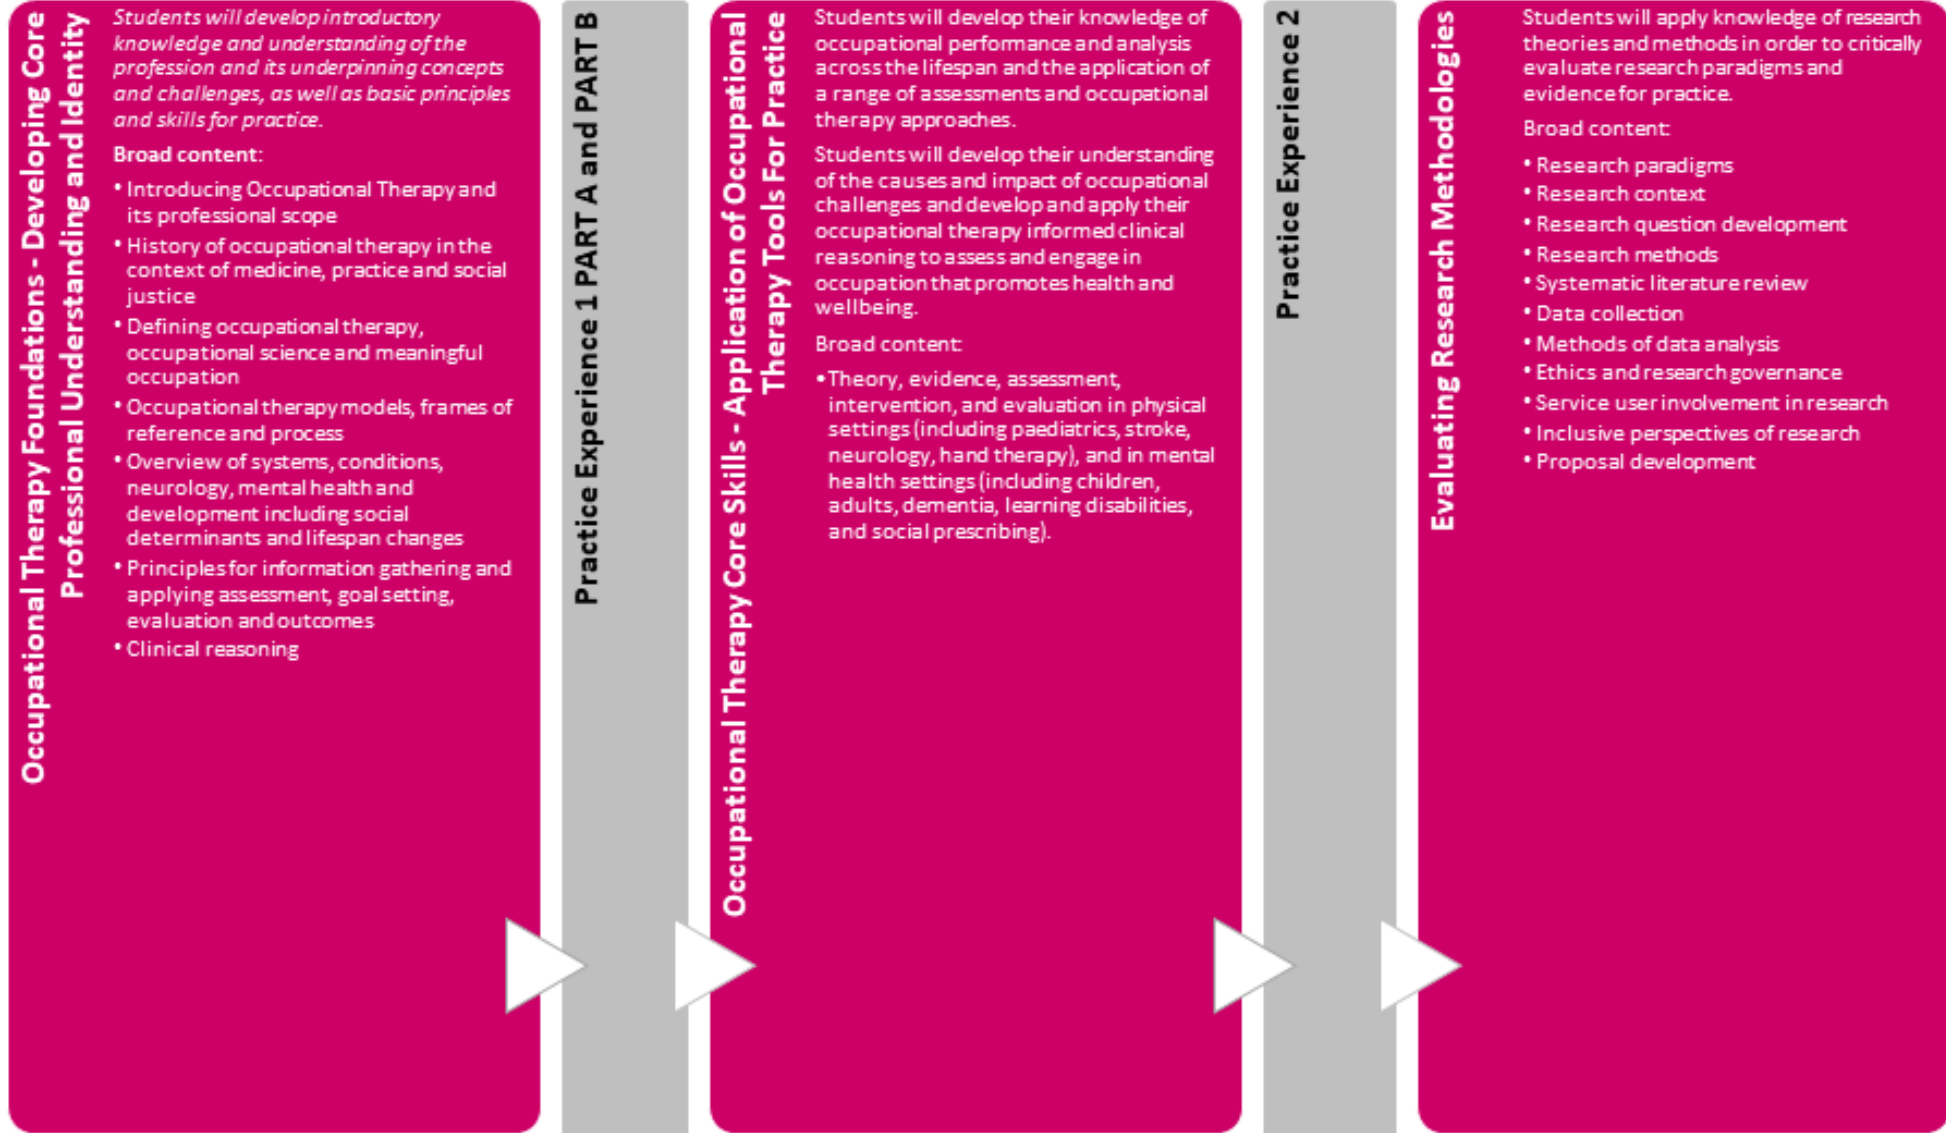 Occupational Therapy Foundations - Developing Core
Professional Understanding and Identity
Students will develop introductory
knowledge and understanding of the
profession and its underpinning concepts
and challenges, as well as basic principles
and skills for practice.
Broad content:
• Introducing Occupational Therapy and
its professional scope
• History of occupational therapy in the
context of medicine, practice and social
justice
• Defining occupational therapy,
occupational science and meaningful
occupation
• Occupational therapy models, frames of
reference and process
• Overview of systems, conditions,
neurology, mental health and
development including social
determinants and lifespan changes
• Principles for information gathering and
applying assessment, goal setting,
evaluation and outcomes
• Clinical reasoning
Practice Experience 1 PART A and PART B
Occupational Therapy Core Skills - Application of Occupational
Therapy Tools For Practice
Students will develop their knowledge of
occupational performance and analysis
across the lifespan and the application of
a range of assessments and occupational
therapy approaches.
Students will develop their understanding
of the causes and impact of occupational
challenges and develop and apply their
occupational therapy informed clinical
reasoning to assess and engage in
occupation that promotes health and
wellbeing.
Broad content:
• Theory, evidence, assessment,
intervention, and evaluation in physical
settings (including paediatrics, stroke,
neurology, hand therapy), and in mental
health settings (including children,
adults, dementia, learning disabilities,
and social prescribing).
Practice Experience 2
Evaluating Research Methodologies
Students will apply knowledge of research
theories and methods in order to critically
evaluate research paradigms and
evidence for practice.
Broad content:
• Research paradigms
• Research context
• Research question development
• Research methods
• Systematic literature review
• Data collection
• Methods of data analysis
• Ethics and research governance
• Service user involvement in research
• Inclusive perspectives of research
• Proposal development